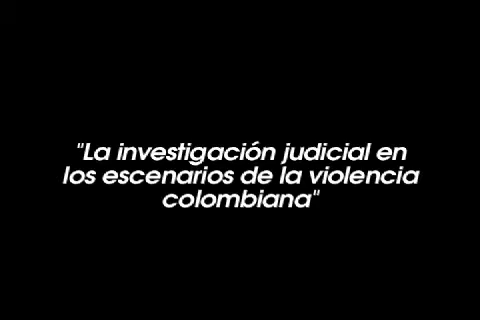 "La investigación judicial en
los escenarios de la violencia
colombiana"